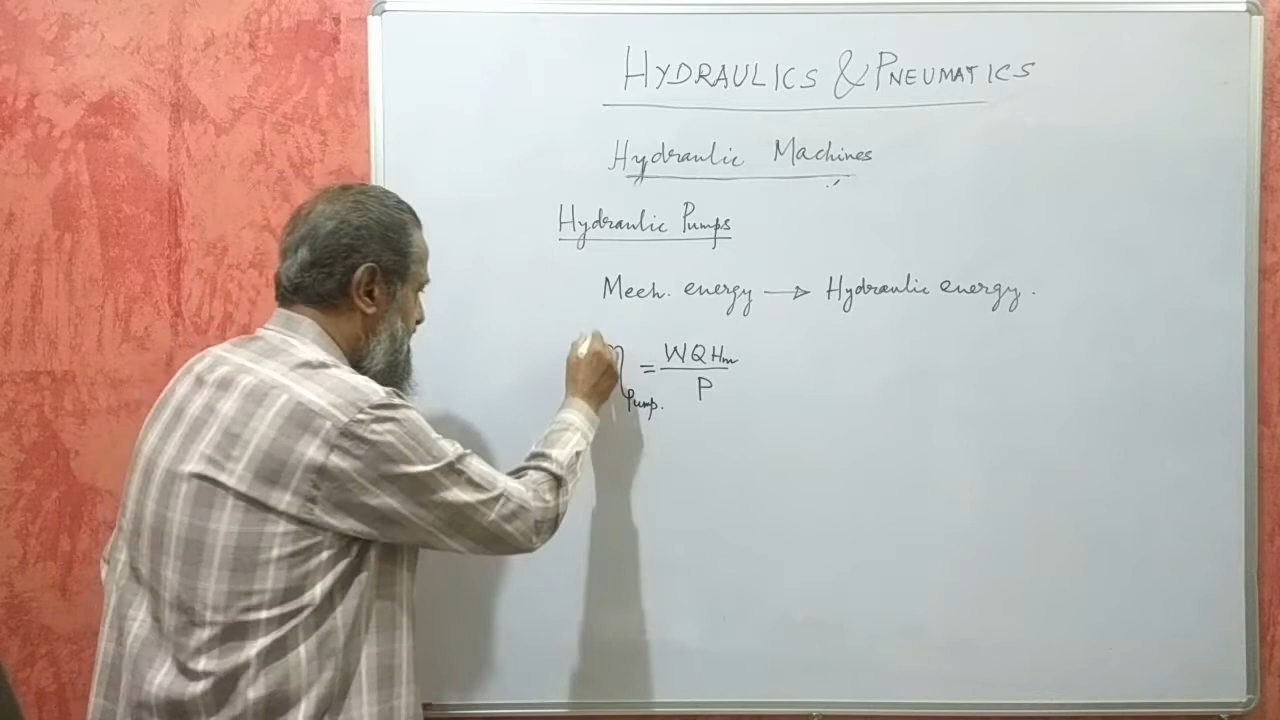 HYDRAULICS & PNEUMATICS
Hydraulic Machines
Hydraulic Pumps
Mech. energy → Hydraulic energy.
η Pump. = WQHm / P